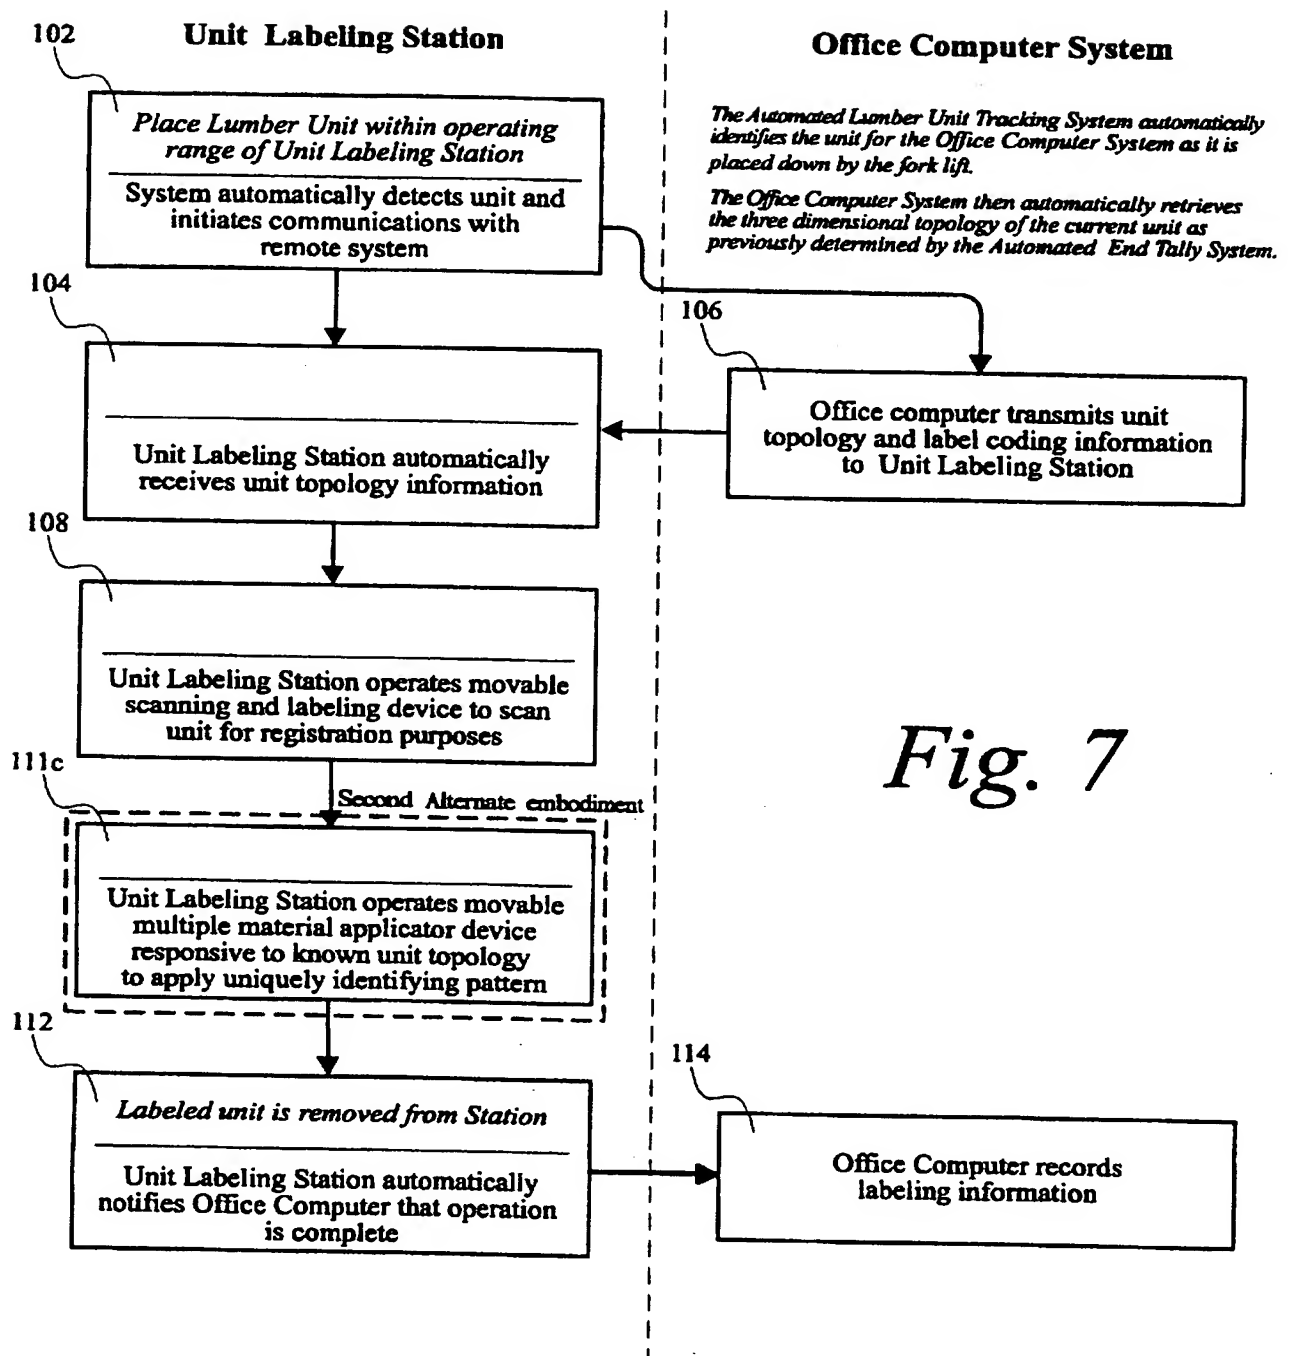 102
Unit Labeling Station
Place Lumber Unit within operating
range of Unit Labeling Station
System automatically detects unit and
initiates communications with
remote system
104
Unit Labeling Station automatically
receives unit topology information
108
Unit Labeling Station operates movable
scanning and labeling device to scan
unit for registration purposes
111c
Second Alternate embodiment
Unit Labeling Station operates movable
multiple material applicator device
responsive to known unit topology
to apply uniquely identifying pattern
112
Labeled unit is removed from Station
Unit Labeling Station automatically
notifies Office Computer that operation
is complete
Office Computer System
The Automated Lumber Unit Tracking System automatically
identifies the unit for the Office Computer System as it is
placed down by the fork lift.
The Office Computer System then automatically retrieves
the three dimensional topology of the current unit as
previously determined by the Automated End Tally System.
106
Office computer transmits unit
topology and label coding information
to Unit Labeling Station
Fig. 7
114
Office Computer records
labeling information